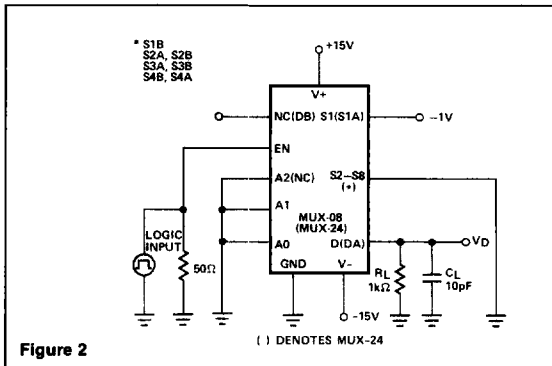 * S1B
S2A, S2B
S3A, S3B
S4B, S4A
+15V
V+
NC(DB) S1(S1A) −1V
EN
A2(NC) S2–S8
(*)
A1
MUX-08
(MUX-24)
LOGIC
INPUT
A0 D(DA) VD
50Ω
GND V−
RL
1kΩ
CL
10pF
−15V
( ) DENOTES MUX-24
Figure 2